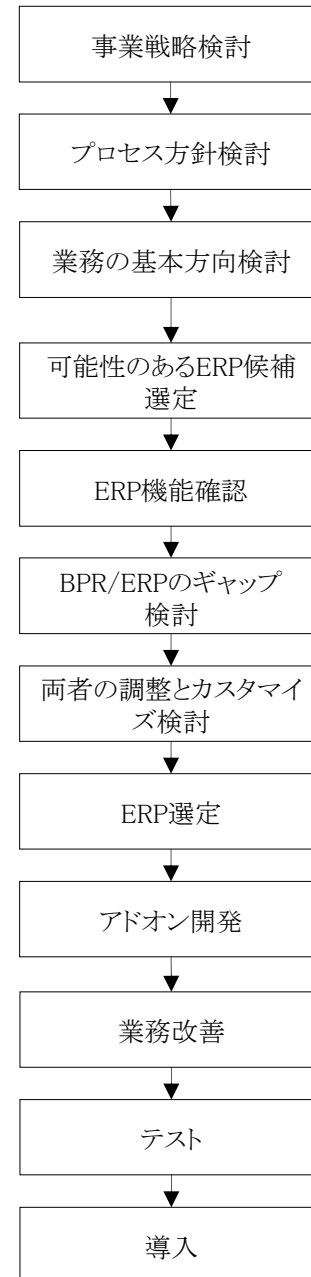 事業戦略検討
プロセス方針検討
業務の基本方向検討
可能性のあるERP候補
選定
ERP機能確認
BPR/ERPのギャップ
検討
両者の調整とカスタマイ
ズ検討
ERP選定
アドオン開発
業務改善
テスト
導入